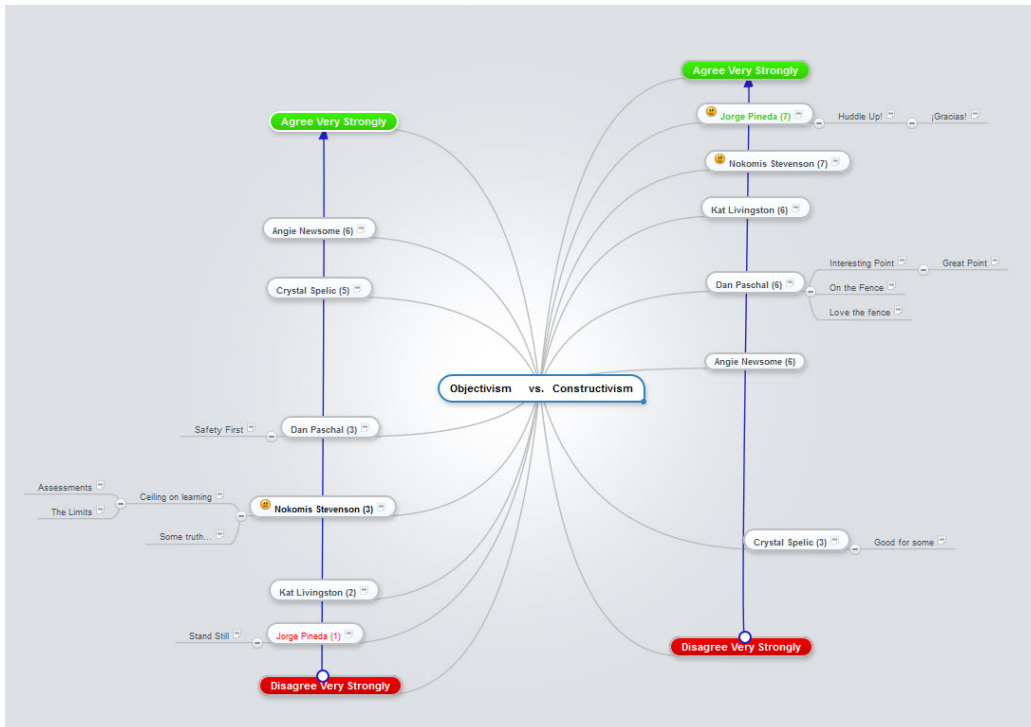 Agree Very Strongly
Angie Newsome (6)
Crystal Spelic (5)
Safety First
Dan Paschal (3)
Assessments
The Limits
Ceiling on learning
Some truth...
Nokomis Stevenson (3)
Kat Livingston (2)
Stand Still
Jorge Pineda (1)
Disagree Very Strongly
Objectivism vs. Constructivism
Agree Very Strongly
Jorge Pineda (7)
Huddle Up!
¡Gracias!
Nokomis Stevenson (7)
Kat Livingston (6)
Dan Paschal (6)
Interesting Point
Great Point
On the Fence
Love the fence
Angie Newsome (6)
Crystal Spelic (3)
Good for some
Disagree Very Strongly